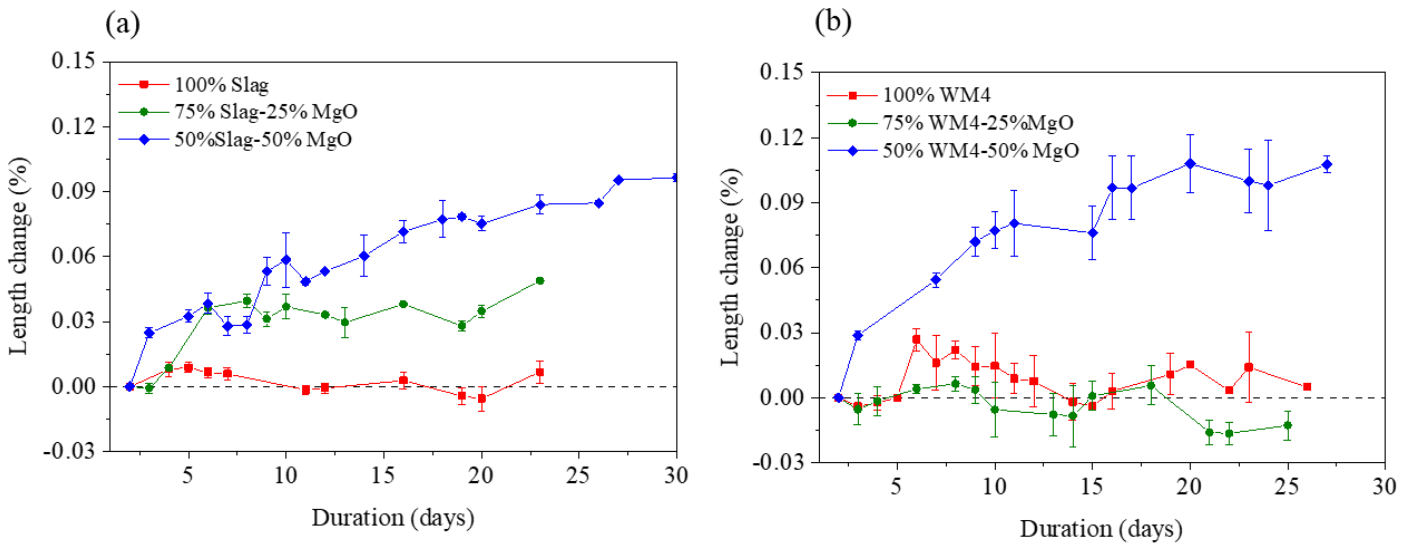 (a)
0.15
0.12
0.09
0.06
0.03
0.00
-0.03
Length change (%)
100% Slag
75% Slag-25% MgO
50%Slag-50% MgO
5 10 15 20 25 30
Duration (days)
(b)
0.15
0.12
0.09
0.06
0.03
0.00
-0.03
Length change (%)
100% WM4
75% WM4-25%MgO
50% WM4-50% MgO
5 10 15 20 25 30
Duration (days)